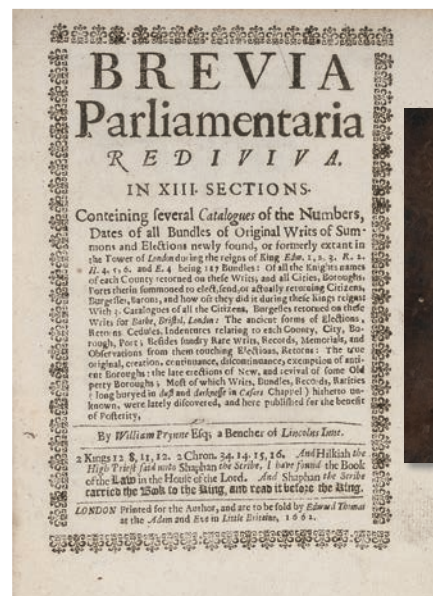 BREVIA
Parliamentaria
REDIVIVA.
IN XIII. SECTIONS.
Conteining several Catalogues of the Numbers,
Dates of all Bundles of Original Writs of Sum-
mons and Elections newly found, or formerly extant in
the Tower of London during the reigns of King Edw. 1, 2, 3. R. 2.
H. 4, 5, 6. and E. 4 being 117 Bundles: Of all the Knights names
of each County returned on these Writs, and all Cities, Boroughs,
Ports therin summoned to elect, send, or actually returning Citizens,
Burgesses, Barons, and how oft they did it during these Kings reigns
With 3. Catalogues of all the Citizens, Burgesses returned on these
Writs for Bathe, Bristol, London: The ancient forms of Elections,
Retorns Cedules, Indentures relating to each County, City, Bo-
rough, Port; Besides sundry Rare Writs, Records, Memorials, and
Observations from them touching Elections, Retorns: The true
original, creation, continuance, discontinuance, exemption of anti-
ent Boroughs: the late erections of New, and revival of some Old
petty Boroughs; Most of which Writs, Bundles, Records, Rarities
(long buryed in dust and darknesse in Cæsars Chappel) hitherto un-
known, were lately discovered, and here published for the benefit
of Posterity,
By William Prynne Esq; a Bencher of Lincolns Inne.
2 Kings 12 8, 11, 12. 2 Chron. 34. 14. 15, 16. And Hilkiah the
High Priest said unto Shaphan the Scribe, I have found the Book
of the Law in the House of the Lord. And Shaphan the Scribe
carried the Book to the King, and read it before the King.
LONDON Printed for the Author, and are to be sold by Edward Thomas
at the Adam and Eve in Little Britaine, 1662.